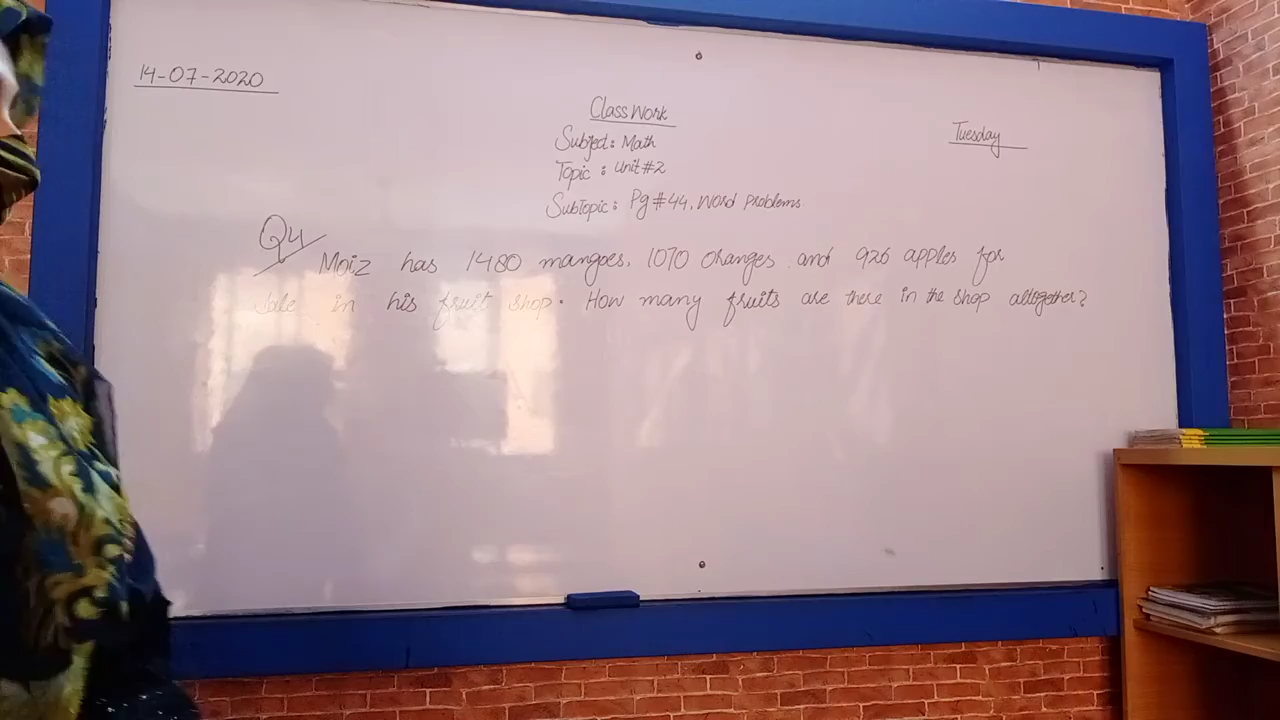 14-07-2020
Class Work
Tuesday
Subject: Math
Topic : Unit #2
SubTopic: Pg # 44, Word Problems
Q4 Moiz has 1480 mangoes, 1070 oranges and 926 apples for
Sale in his fruit shop. How many fruits are there in the shop alltogether?